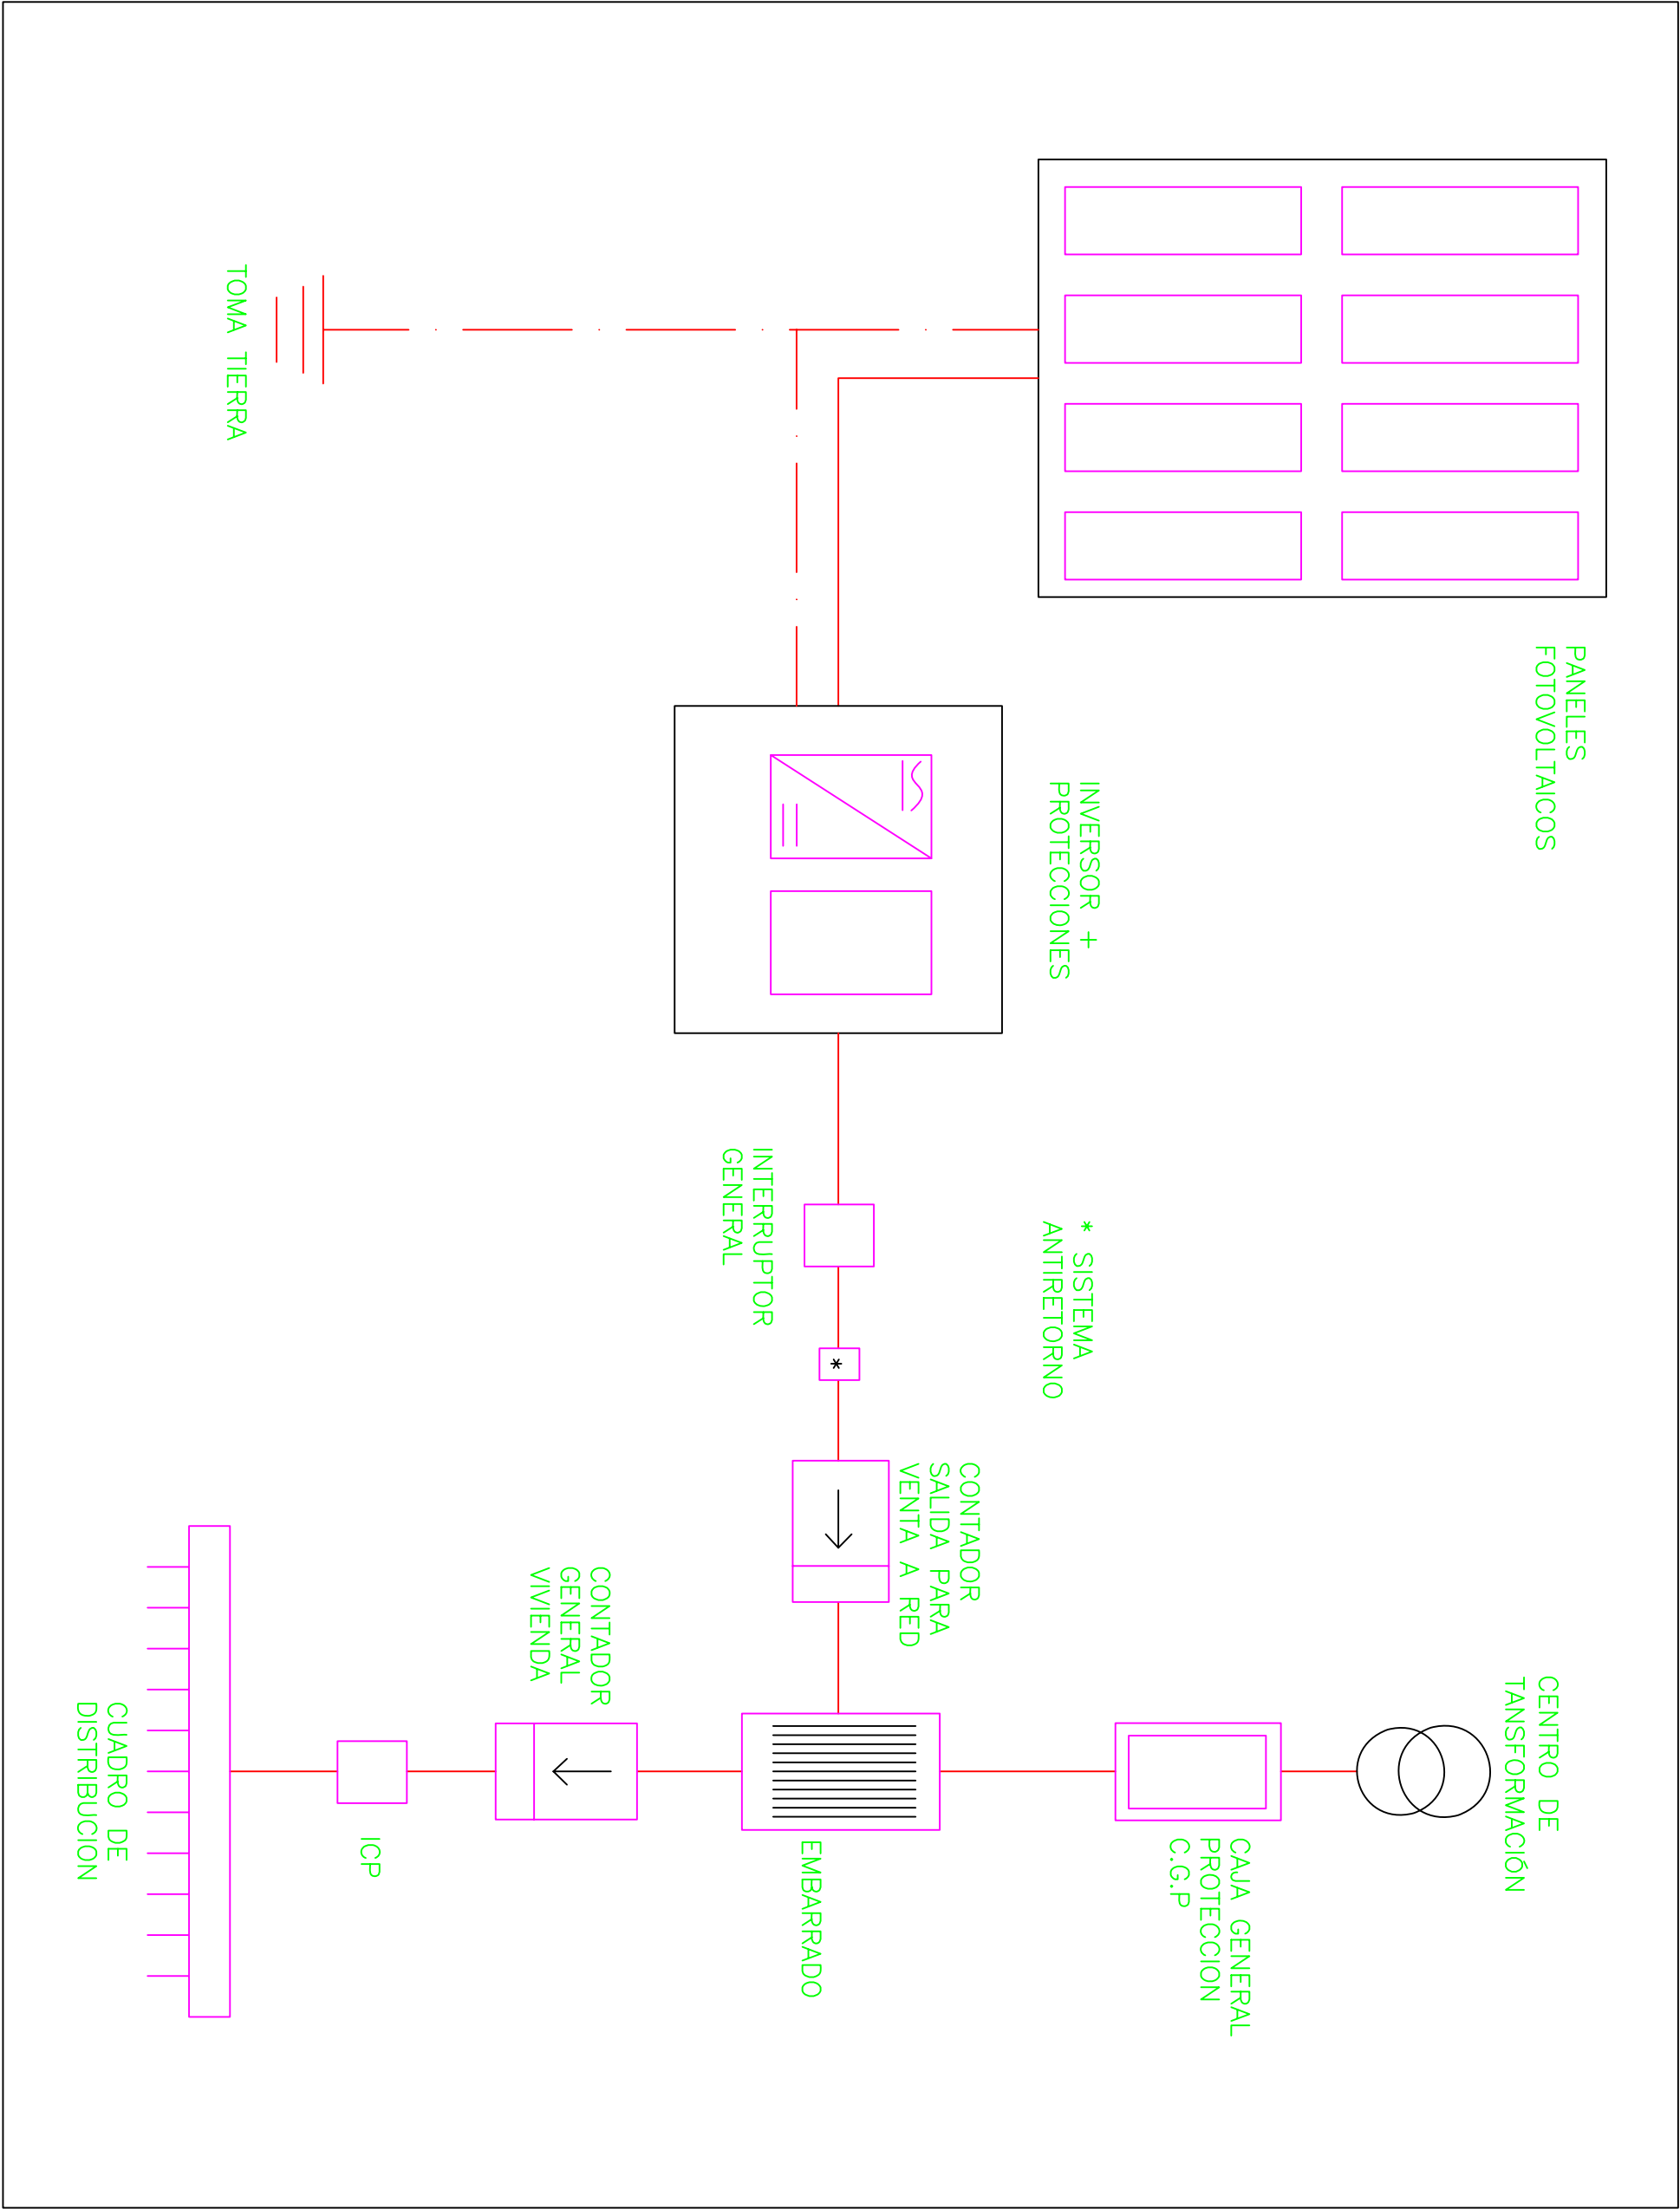 PANELES
FOTOVOLTAICOS
INVERSOR +
PROTECCIONES
* SISTEMA
ANTIRETORNO
*
INTERRUPTOR
GENERAL
CONTADOR
SALIDA PARA
VENTA A RED
CENTRO DE
TANSFORMACIÓN
CAJA GENERAL
PROTECCION
C.G.P
EMBARRADO
CONTADOR
GENERAL
VIVIENDA
ICP
CUADRO DE
DISTRIBUCION
TOMA TIERRA